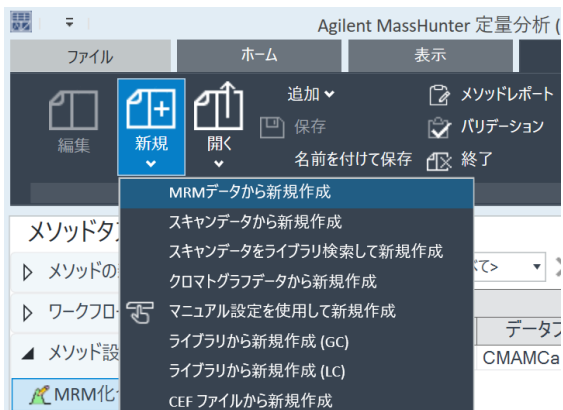 Agilent MassHunter 定量分析 (
ファイル ホーム 表示
編集 新規 開く
追加 メソッドレポート
保存 バリデーション
名前を付けて保存 終了
MRMデータから新規作成
スキャンデータから新規作成
スキャンデータをライブラリ検索して新規作成
クロマトグラフデータから新規作成
マニュアル設定を使用して新規作成
ライブラリから新規作成 (GC)
ライブラリから新規作成 (LC)
CEF ファイルから新規作成
メソッドタ
メソッドの
ワークフロ
メソッド設
MRM化
て>
データフ
CMAMCa